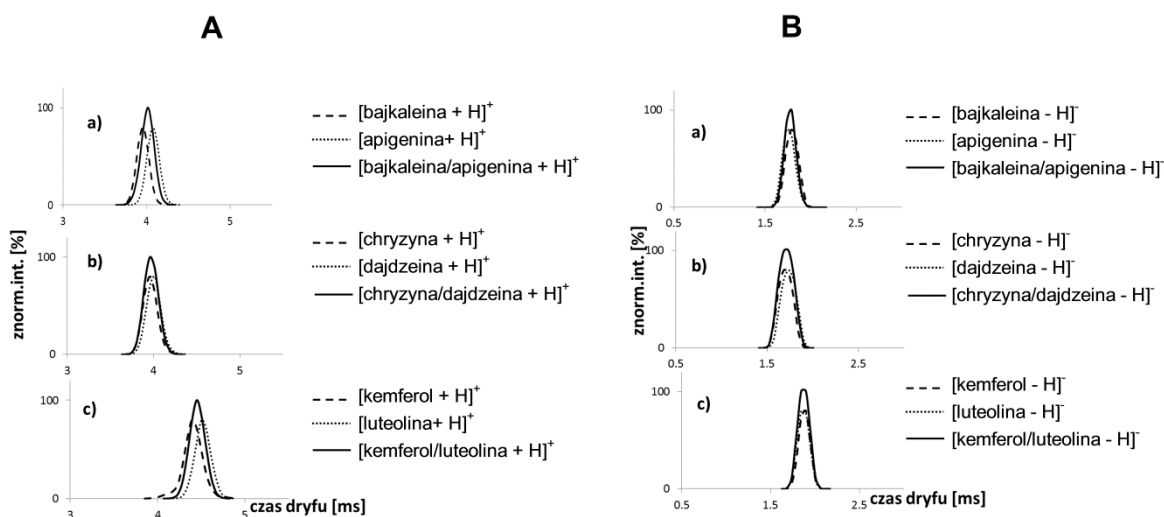 A
B
znorm.int. [%]
a)
100
0
3
4
5
[bajkaleina + H]⁺
[apigenina+ H]⁺
[bajkaleina/apigenina + H]⁺
b)
100
0
3
4
5
[chryzyna + H]⁺
[dajdzeina + H]⁺
[chryzyna/dajdzeina + H]⁺
c)
100
0
3
4
5
[kemferol + H]⁺
[luteolina+ H]⁺
[kemferol/luteolina + H]⁺
czas dryfu [ms]
znorm.int. [%]
a)
100
0
0.5
1.5
2.5
[bajkaleina - H]⁻
[apigenina - H]⁻
[bajkaleina/apigenina - H]⁻
b)
100
0
0.5
1.5
2.5
[chryzyna - H]⁻
[dajdzeina - H]⁻
[chryzyna/dajdzeina - H]⁻
c)
100
0
0.5
1.5
2.5
[kemferol - H]⁻
[luteolina - H]⁻
[kemferol/luteolina - H]⁻
czas dryfu [ms]